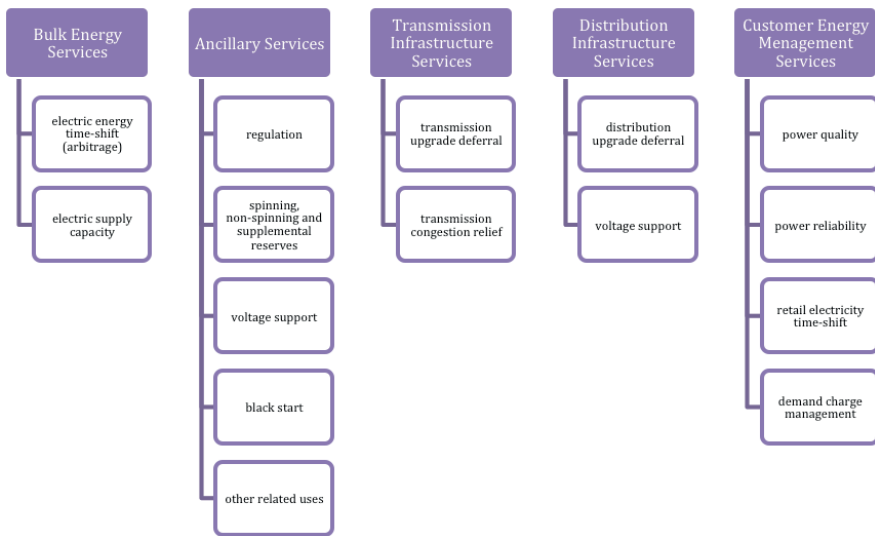 Bulk Energy
Services
electric energy
time-shift
(arbitrage)
electric supply
capacity
Ancillary Services
regulation
spinning,
non-spinning and
supplemental
reserves
voltage support
black start
other related uses
Transmission
Infrastructure
Services
transmission
upgrade deferral
transmission
congestion relief
Distribution
Infrastructure
Services
distribution
upgrade deferral
voltage support
Customer Energy
Menagement
Services
power quality
power reliability
retail electricity
time-shift
demand charge
management